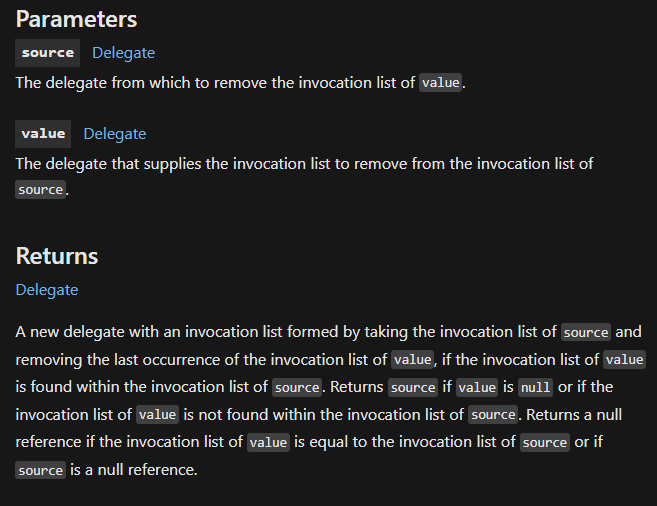 Parameters
source Delegate
The delegate from which to remove the invocation list of value.
value Delegate
The delegate that supplies the invocation list to remove from the invocation list of
source.
Returns
Delegate
A new delegate with an invocation list formed by taking the invocation list of source and
removing the last occurrence of the invocation list of value, if the invocation list of value
is found within the invocation list of source. Returns source if value is null or if the
invocation list of value is not found within the invocation list of source. Returns a null
reference if the invocation list of value is equal to the invocation list of source or if
source is a null reference.